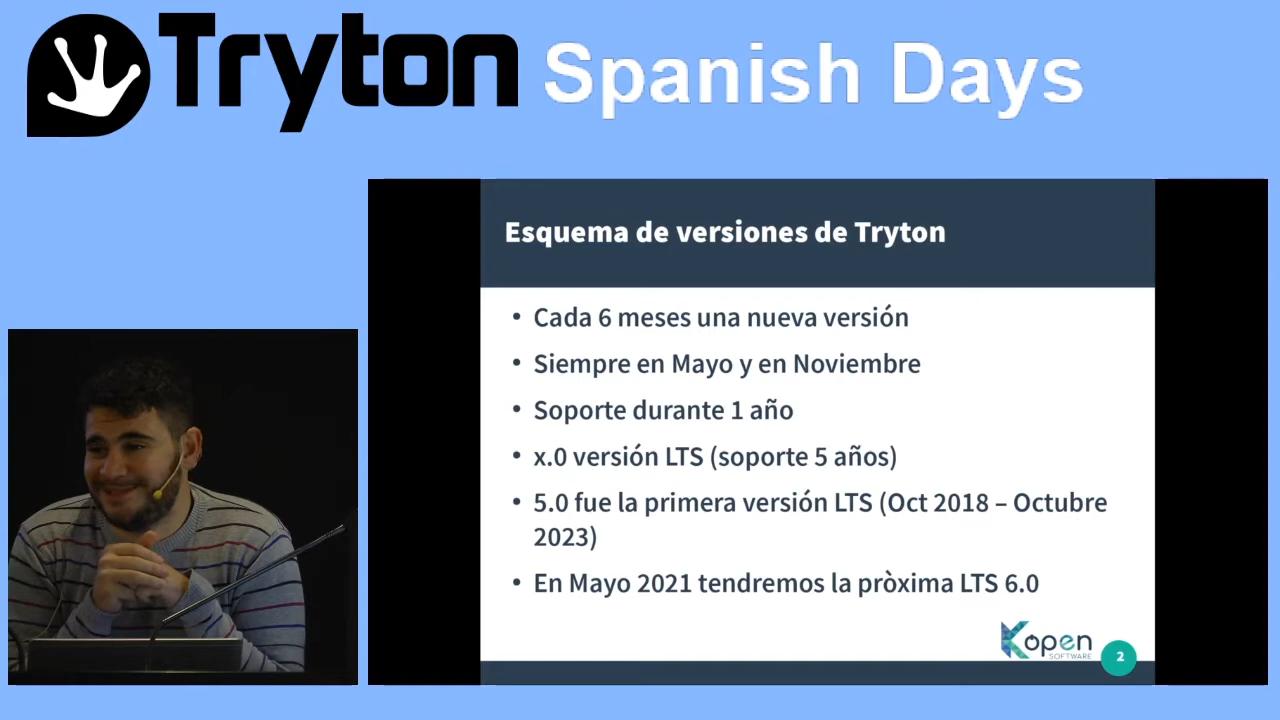 Tryton Spanish Days
Esquema de versiones de Tryton
• Cada 6 meses una nueva versión
• Siempre en Mayo y en Noviembre
• Soporte durante 1 año
• x.0 versión LTS (soporte 5 años)
• 5.0 fue la primera versión LTS (Oct 2018 – Octubre
2023)
• En Mayo 2021 tendremos la pròxima LTS 6.0
Kopen
SOFTWARE
2